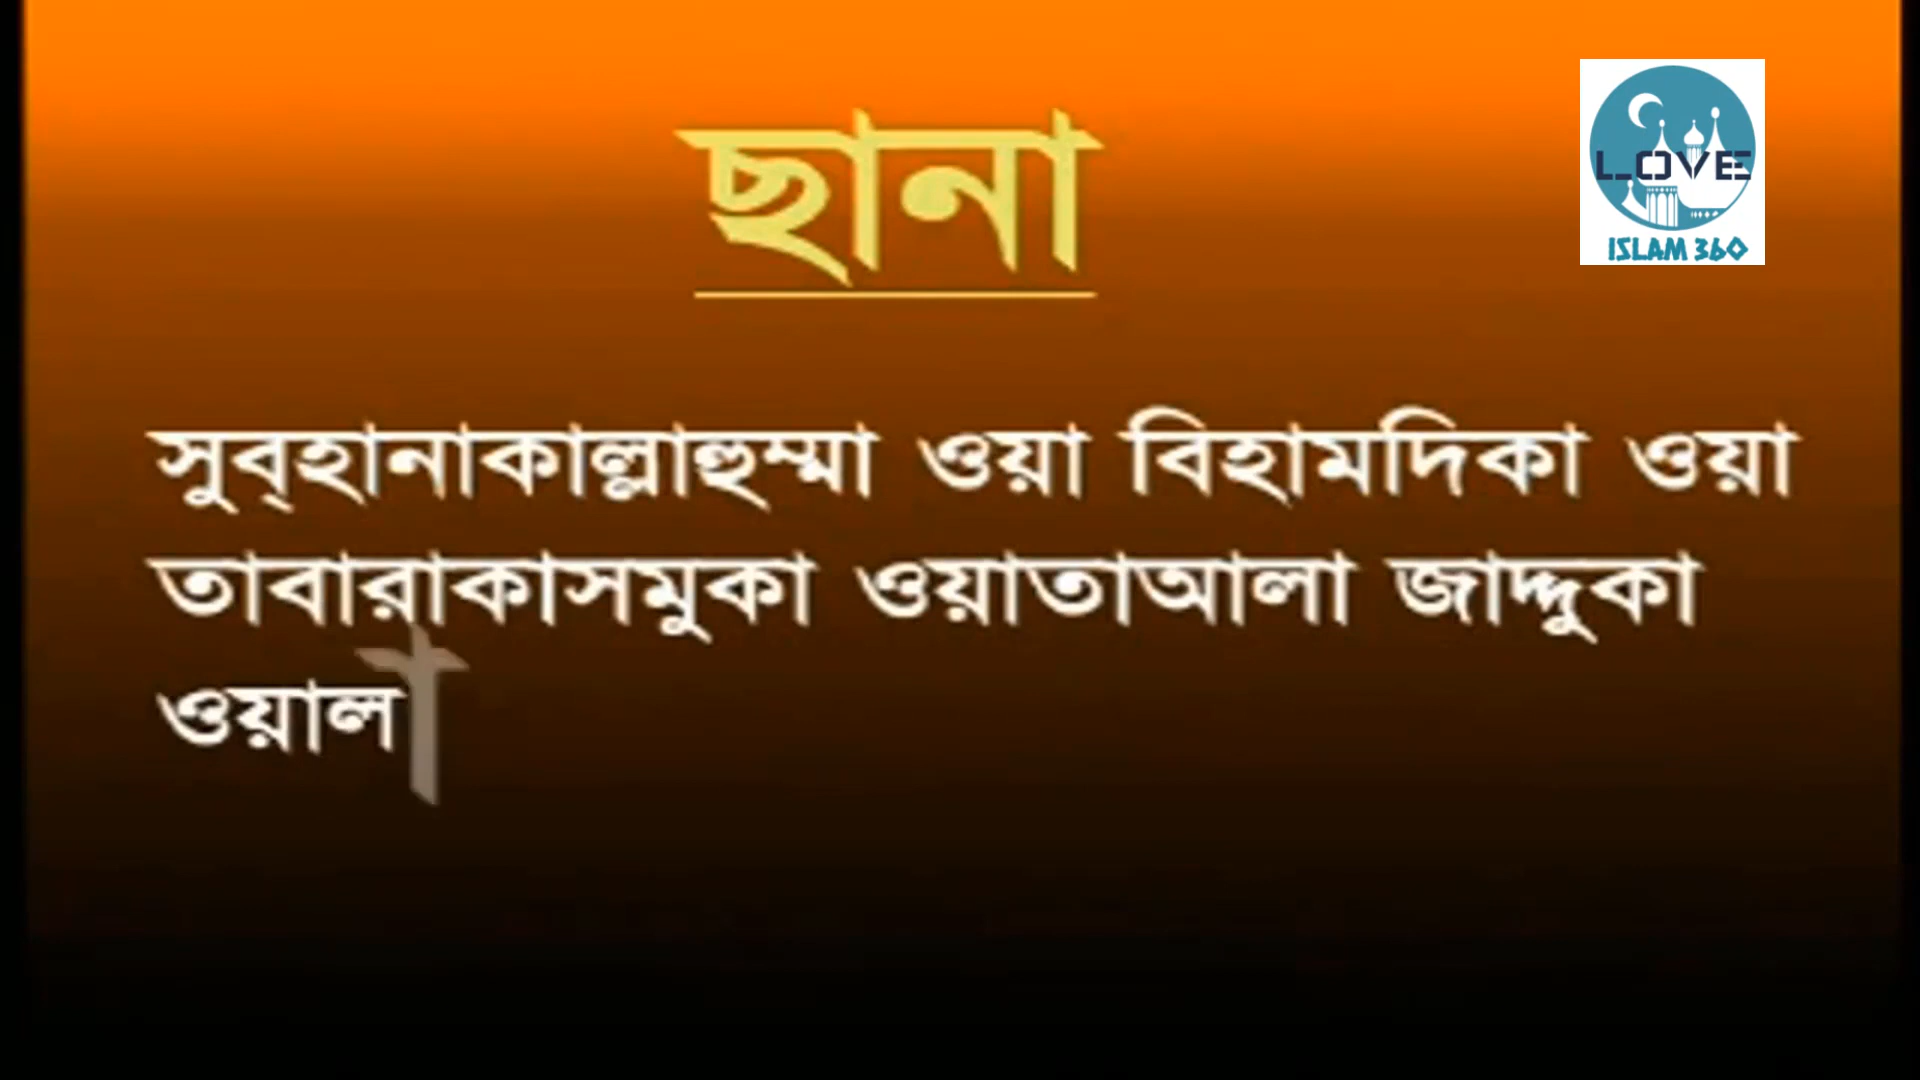 ছানা
LOVE
ISLAM 360
সুব্হানাকাল্লাহুম্মা ওয়া বিহামদিকা ওয়া
তাবারাকাসমুকা ওয়াতাআলা জাদ্দুকা
ওয়ালা